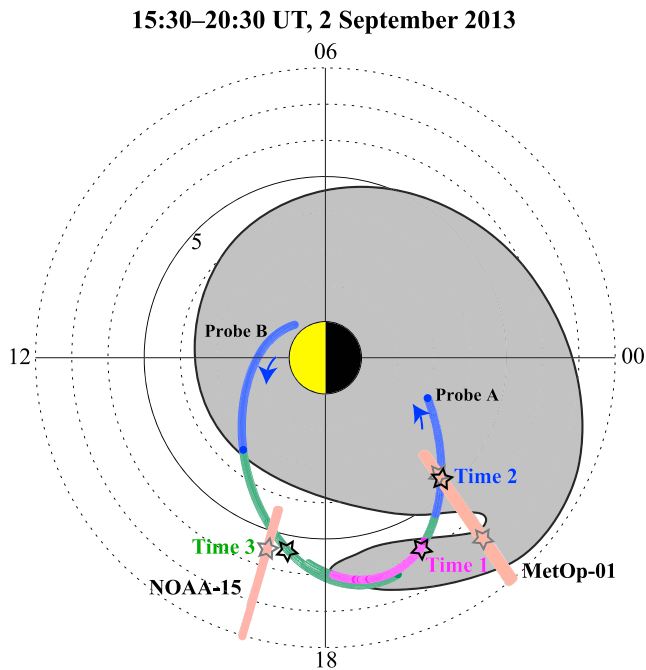 15:30–20:30 UT, 2 September 2013
06
5
Probe B
12
00
Probe A
Time 2
Time 3
Time 1
MetOp-01
NOAA-15
18